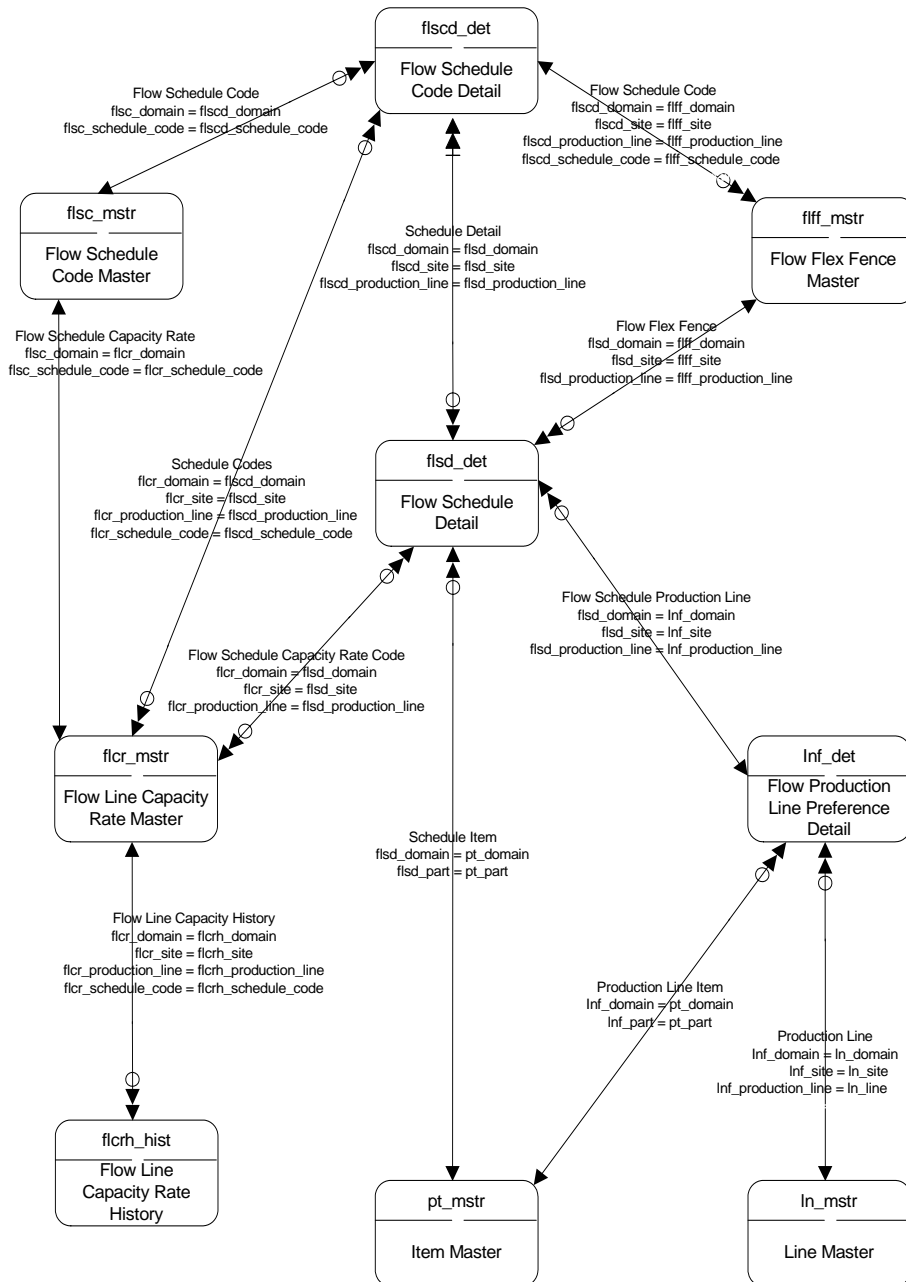 flscd_det
Flow Schedule
Code Detail
Flow Schedule Code
flsc_domain = flscd_domain
flsc_schedule_code = flscd_schedule_code
Flow Schedule Code
flscd_domain = flff_domain
flscd_site = flff_site
flscd_production_line = flff_production_line
flscd_schedule_code = flff_schedule_code
flsc_mstr
Flow Schedule
Code Master
Schedule Detail
flscd_domain = flsd_domain
flscd_site = flsd_site
flscd_production_line = flsd_production_line
flff_mstr
Flow Flex Fence
Master
Flow Schedule Capacity Rate
flsc_domain = flcr_domain
flsc_schedule_code = flcr_schedule_code
Flow Flex Fence
flsd_domain = flff_domain
flsd_site = flff_site
flsd_production_line = flff_production_line
Schedule Codes
flcr_domain = flscd_domain
flcr_site = flscd_site
flcr_production_line = flscd_production_line
flcr_schedule_code = flscd_schedule_code
flsd_det
Flow Schedule
Detail
Flow Schedule Production Line
flsd_domain = lnf_domain
flsd_site = lnf_site
flsd_production_line = lnf_production_line
Flow Schedule Capacity Rate Code
flcr_domain = flsd_domain
flcr_site = flsd_site
flcr_production_line = flsd_production_line
flcr_mstr
Flow Line Capacity
Rate Master
lnf_det
Flow Production
Line Preference
Detail
Schedule Item
flsd_domain = pt_domain
flsd_part = pt_part
Flow Line Capacity History
flcr_domain = flcrh_domain
flcr_site = flcrh_site
flcr_production_line = flcrh_production_line
flcr_schedule_code = flcrh_schedule_code
Production Line Item
lnf_domain = pt_domain
lnf_part = pt_part
Production Line
lnf_domain = ln_domain
lnf_site = ln_site
lnf_production_line = ln_line
flcrh_hist
Flow Line
Capacity Rate
History
pt_mstr
Item Master
ln_mstr
Line Master